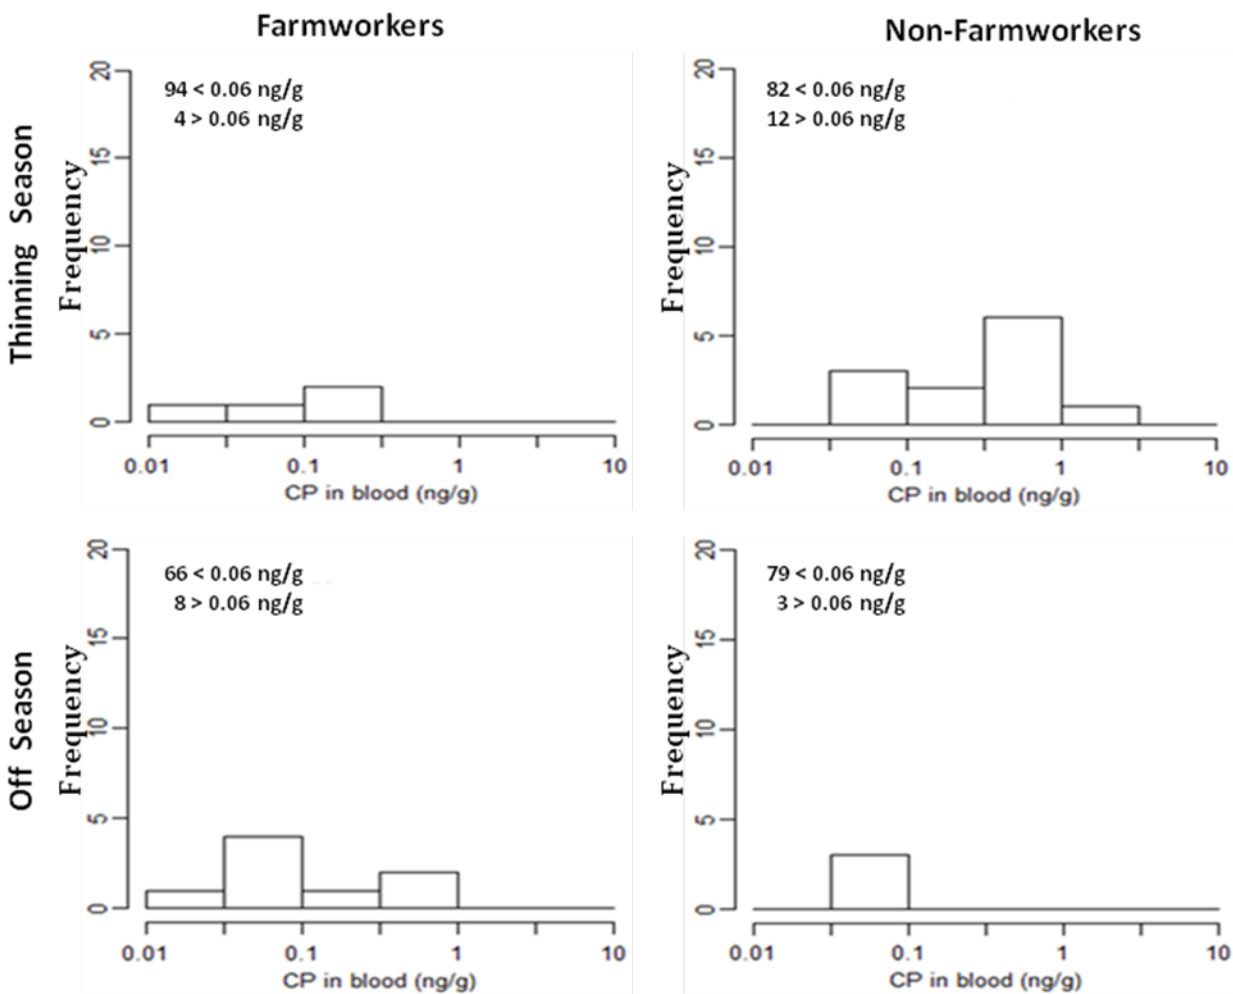 Farmworkers
Non-Farmworkers
Thinning Season
Frequency
20
15
10
5
0
94 < 0.06 ng/g
4 > 0.06 ng/g
0.01
0.1
1
10
CP in blood (ng/g)
Frequency
20
15
10
5
0
82 < 0.06 ng/g
12 > 0.06 ng/g
0.01
0.1
1
10
CP in blood (ng/g)
Off Season
Frequency
20
15
10
5
0
66 < 0.06 ng/g
8 > 0.06 ng/g
0.01
0.1
1
10
CP in blood (ng/g)
Frequency
20
15
10
5
0
79 < 0.06 ng/g
3 > 0.06 ng/g
0.01
0.1
1
10
CP in blood (ng/g)